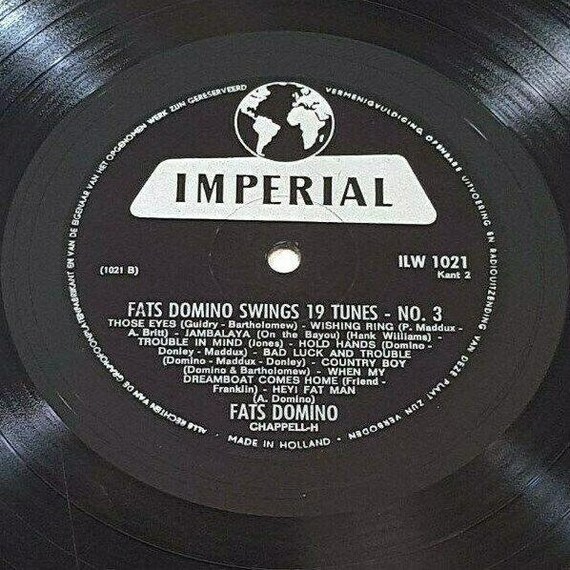 ALLE RECHTEN VAN DE GRAMOFOONPLATENFABRIKANT EN VAN DE EIGENAAR VAN HET OPGENOMEN WERK ZIJN GERESERVEERD
VERMENIGVULDIGING, OPENBARE UITVOERING EN RADIOUITZENDING VAN DEZE PLAAT ZIJN VERBODEN
IMPERIAL
ILW 1021
Kant 2
(1021 B)
FATS DOMINO SWINGS 19 TUNES - NO. 3
THOSE EYES (Guidry - Bartholomew) - WISHING RING (P. Maddux -
A. Britt) - JAMBALAYA (On the Bayou) (Hank Williams) -
TROUBLE IN MIND (Jones) - HOLD HANDS (Domino -
Donley - Maddux) - BAD LUCK AND TROUBLE
(Domino - Maddux - Donley) - COUNTRY BOY
(Domino & Bartholomew) - WHEN MY
DREAMBOAT COMES HOME (Friend -
Franklin) - HEY! FAT MAN
(A. Domino)
FATS DOMINO
CHAPPELL-H
• MADE IN HOLLAND •